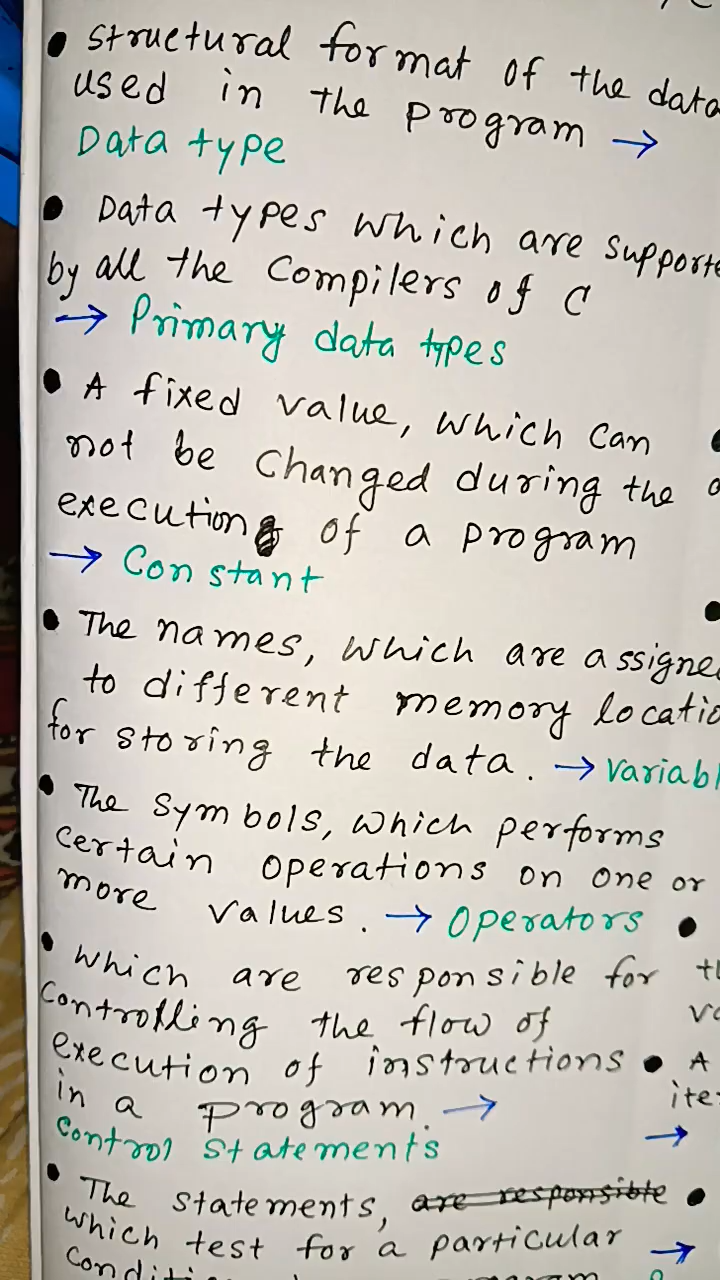 • Structural format of the data
used in the program →
Data type
• Data types which are supporte
by all the Compilers of C
→ Primary data types
• A fixed value, which can
not be changed during the
execution of a program
→ Constant
• The names, which are assigne
to different memory locatio
for storing the data. → Variabl
• The symbols, which performs
certain operations on one or
more values. → Operators
• which are responsible for
Controlling the flow of
execution of instructions
in a program. →
Control Statements
• The statements, are responsible
which test for a particular
• A
ite
→